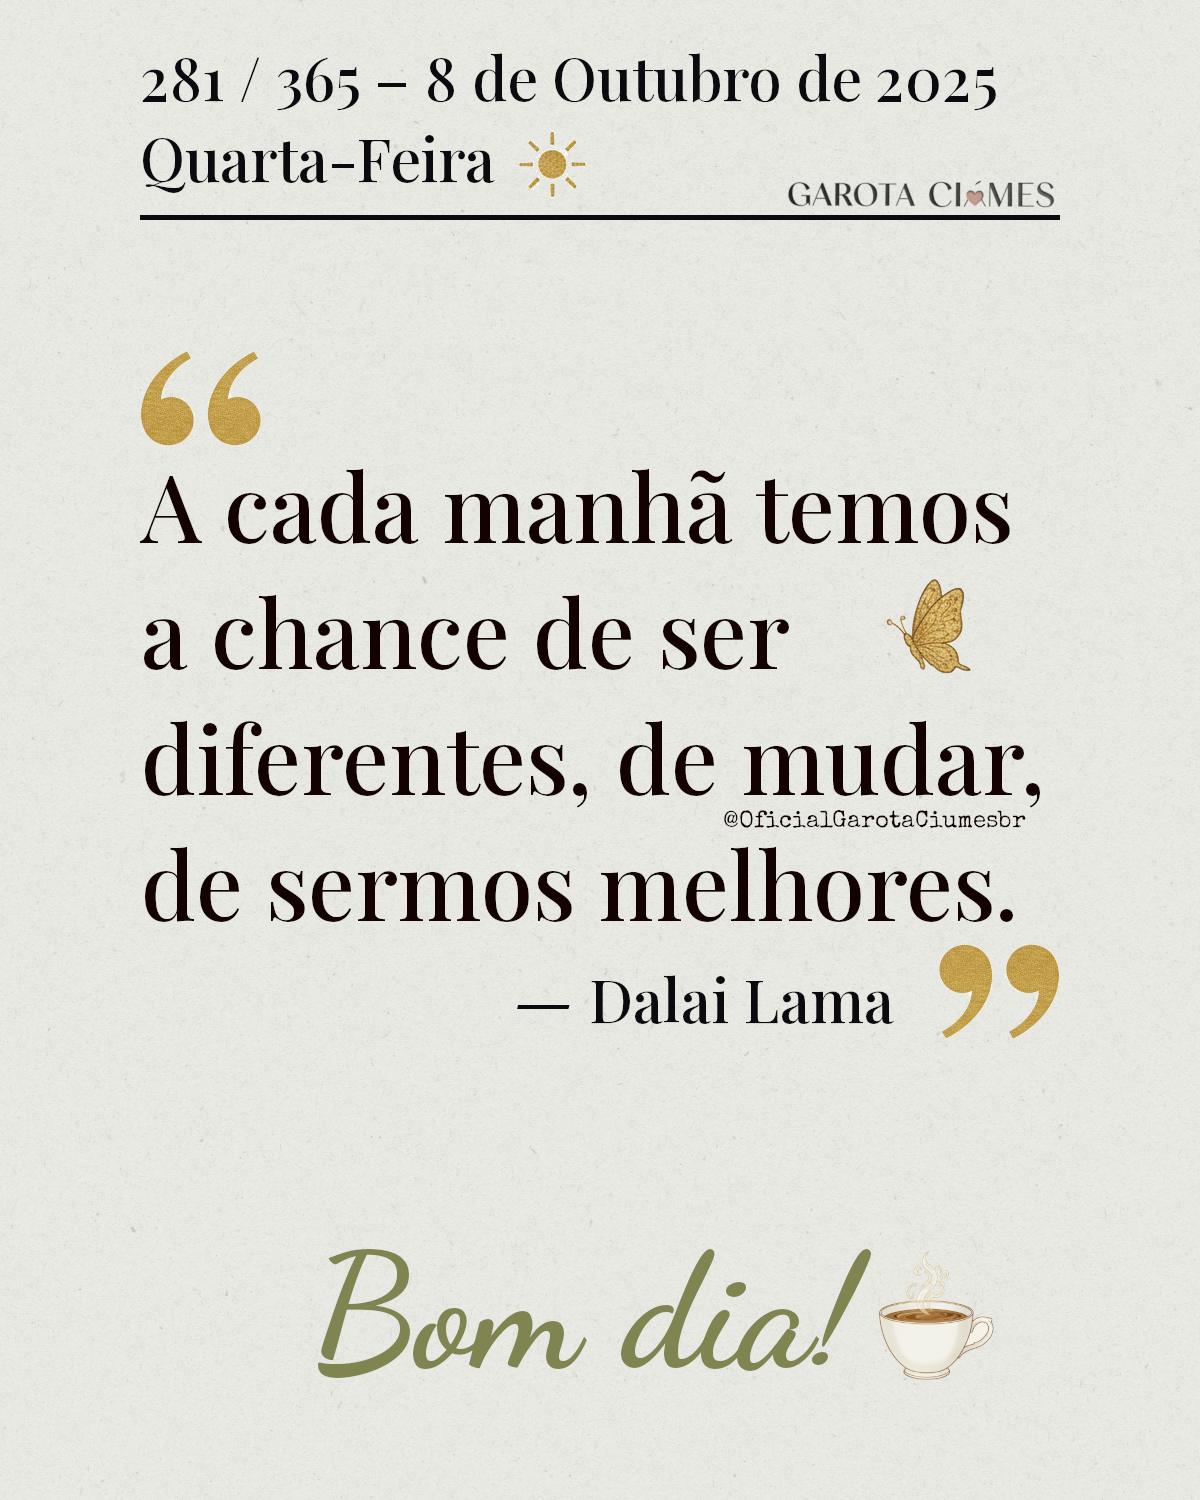 281 / 365 – 8 de Outubro de 2025
Quarta-Feira
GAROTA CIÚMES
“
A cada manhã temos
a chance de ser
diferentes, de mudar,
@OficialGarotaCiumesbr
de sermos melhores.
— Dalai Lama ”
Bom dia!